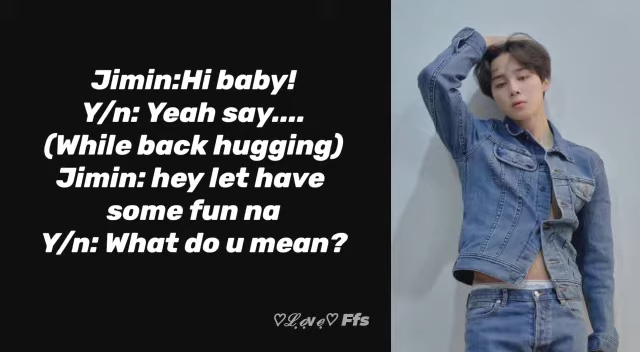 Jimin:Hi baby!
Y/n: Yeah say....
(While back hugging)
Jimin: hey let have
some fun na
Y/n: What do u mean?
♡𝓛𝓸𝓿𝓮♡ Ffs